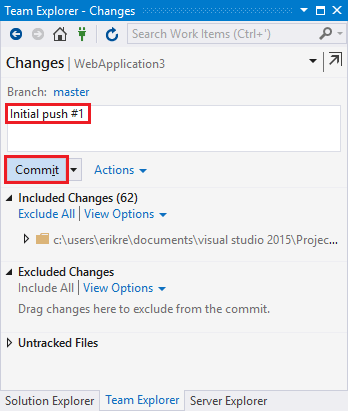 Team Explorer - Changes
Search Work Items (Ctrl+')
Changes | WebApplication3
Branch: master
Initial push #1
Commit Actions
Included Changes (62)
Exclude All | View Options
c:\users\erikre\documents\visual studio 2015\Projec...
Excluded Changes
Include All | View Options
Drag changes here to exclude from the commit.
Untracked Files
Solution Explorer Team Explorer Server Explorer